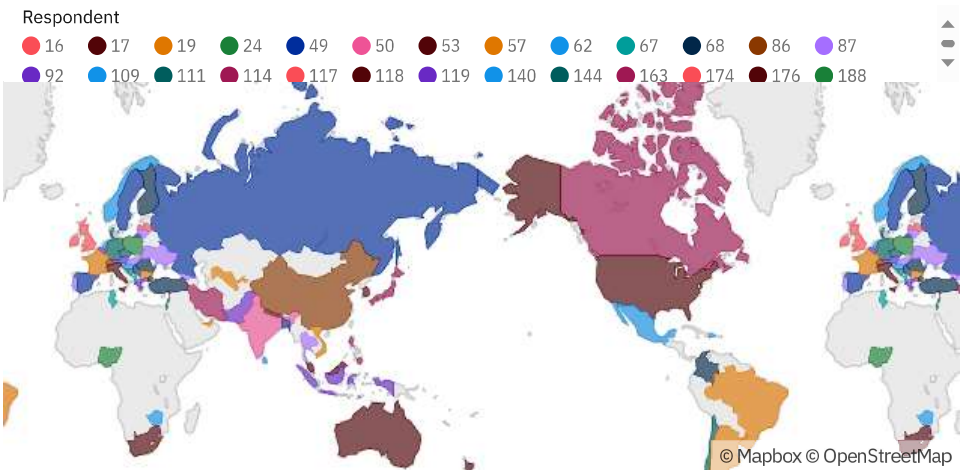 Respondent
16 17 19 24 49 50 53 57 62 67 68 86 87
92 109 111 114 117 118 119 140 144 163 174 176 188
© Mapbox © OpenStreetMap